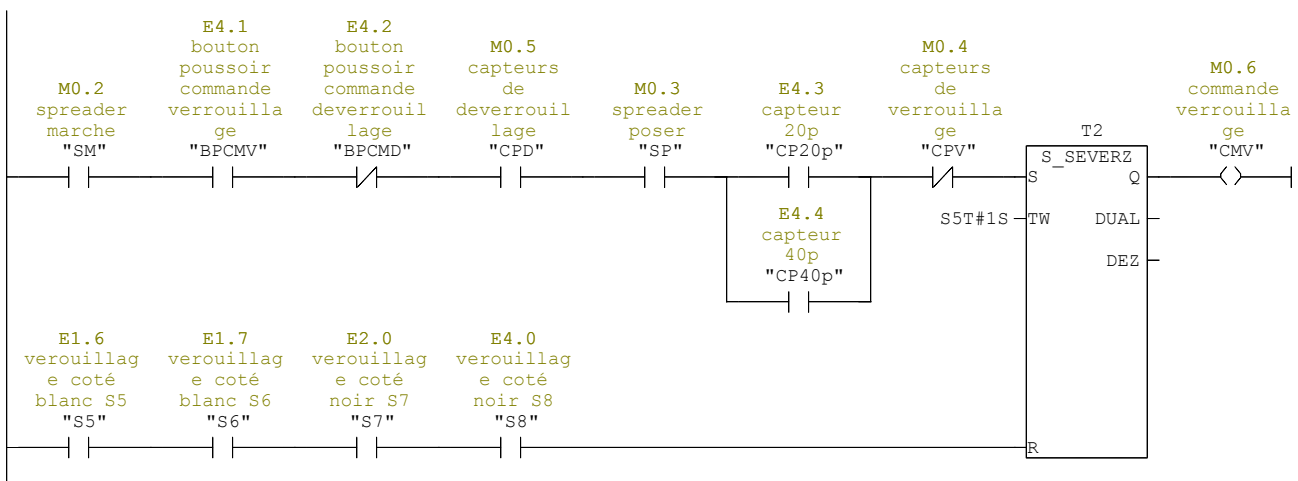 E4.1
bouton
poussoir
commande
verrouilla
ge
"BPCMV"
E4.2
bouton
poussoir
commande
deverrouil
lage
"BPCMD"
M0.2
spreader
marche
"SM"
M0.5
capteurs
de
deverrouil
lage
"CPD"
M0.3
spreader
poser
"SP"
E4.3
capteur
20p
"CP20p"
M0.4
capteurs
de
verrouilla
ge
"CPV"
T2
S_SEVERZ
S
Q
M0.6
commande
verrouilla
ge
"CMV"
E4.4
capteur
40p
"CP40p"
S5T#1S
TW
DUAL
DEZ
E1.6
verouillag
e coté
blanc S5
"S5"
E1.7
verouillag
e coté
blanc S6
"S6"
E2.0
verouillag
e coté
noir S7
"S7"
E4.0
verouillag
e coté
noir S8
"S8"
R